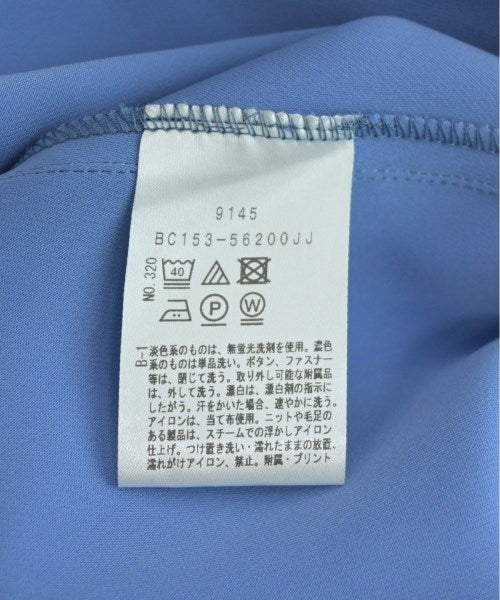 9145
BC153-56200JJ
NO.320
40
P
W
B-1
淡色系のものは、無蛍光洗剤を使用。濃色
系のものは単品洗い。ボタン、ファスナー
等は、閉じて洗う。取り外し可能な附属品
は、外して洗う。漂白は、漂白剤の指示に
したがう。汗をかいた場合、速やかに洗う。
アイロンは、当て布使用。ニットや毛足の
ある製品は、スチームでの浮かしアイロン
仕上げ。つけ置き洗い・濡れたままの放置、
濡れがけアイロン、禁止。附属・プリント